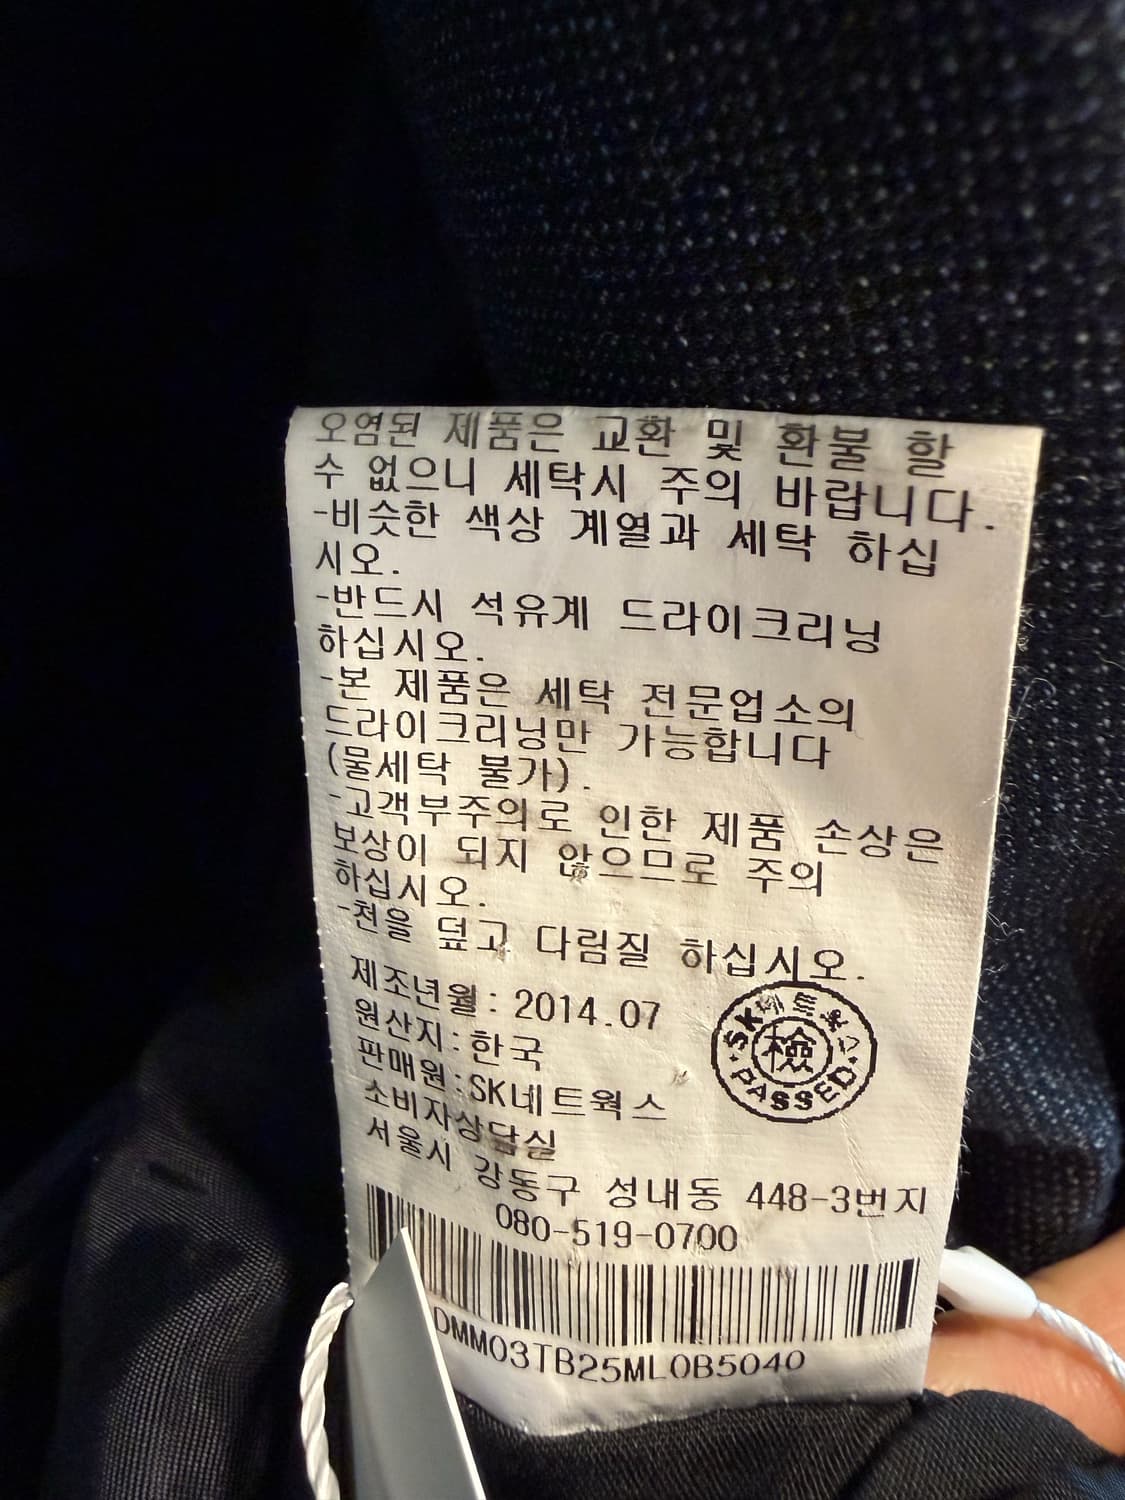 오염된 제품은 교환 및 환불 할
수 없으니 세탁시 주의 바랍니다.
-비슷한 색상 계열과 세탁 하십
시오.
-반드시 석유계 드라이크리닝
하십시오.
-본 제품은 세탁 전문업소의
드라이크리닝만 가능합니다
(물세탁 불가).
-고객부주의로 인한 제품 손상은
보상이 되지 않으므로 주의
하십시오.
-천을 덮고 다림질 하십시오.
제조년월: 2014.07
원산지:한국
판매원:SK네트웍스
SK네트웍스
檢
PASSED
소비자상담실
서울시 강동구 성내동 448-3번지
080-519-0700
DMM03TB25ML0B5040